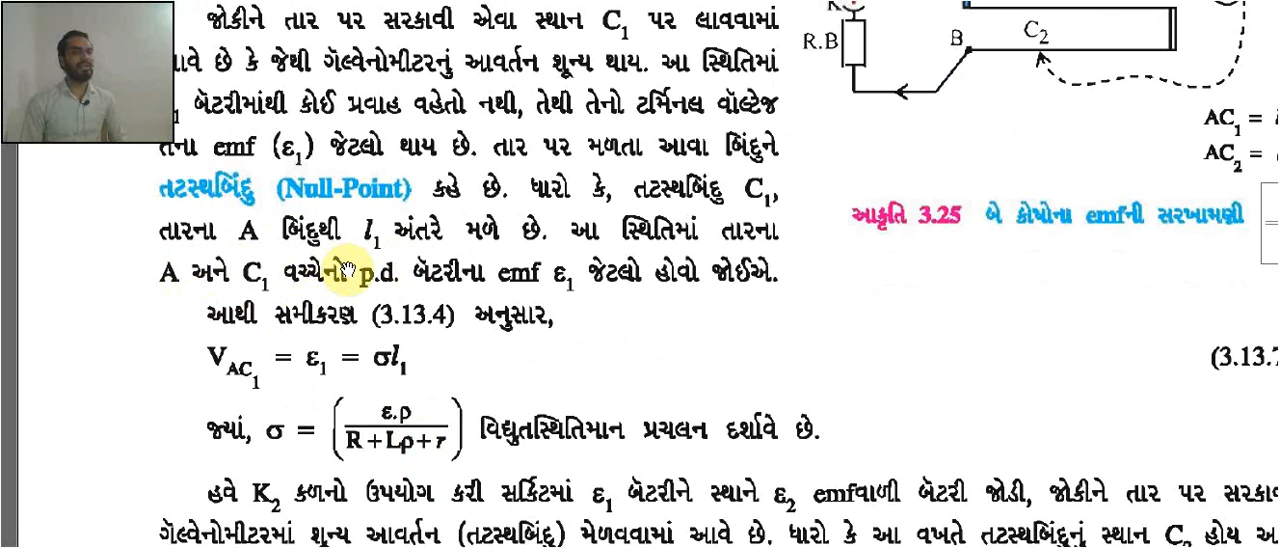 જોકીને તાર પર સરકાવી એવા સ્થાન C₁ પર લાવવામાં
આવે છે કે જેથી ગૅલ્વેનોમીટરનું આવર્તન શૂન્ય થાય. આ સ્થિતિમાં
બૅટરીમાંથી કોઈ પ્રવાહ વહેતો નથી, તેથી તેનો ટર્મિનલ વૉલ્ટેજ
તેના emf (ε₁) જેટલો થાય છે. તાર પર મળતા આવા બિંદુને
તટસ્થબિંદુ (Null-Point) કહે છે. ધારો કે, તટસ્થબિંદુ C₁,
તારના A બિંદુથી l₁ અંતરે મળે છે. આ સ્થિતિમાં તારના
A અને C₁ વચ્ચેનો p.d. બૅટરીના emf ε₁ જેટલો હોવો જોઈએ.
આથી સમીકરણ (3.13.4) અનુસાર,
V_AC₁ = ε₁ = σl₁
(3.13.7
જ્યાં, σ = (ε.ρ / R+Lρ+r) વિદ્યુતસ્થિતિમાન પ્રચલન દર્શાવે છે.
હવે K₂ કળનો ઉપયોગ કરી સર્કિટમાં ε₁ બૅટરીને સ્થાને ε₂ emfવાળી બૅટરી જોડી, જોકીને તાર પર
ગૅલ્વેનોમીટરમાં શૂન્ય આવર્તન (તટસ્થબિંદુ) મેળવવામાં આવે છે. ધારો કે આ વખતે તટસ્થબિંદુનું સ્થાન C₂ હોય
R.B
B
C₂
AC₁ =
AC₂ =
આકૃતિ 3.25 બે કોષોના emfની સરખામણી